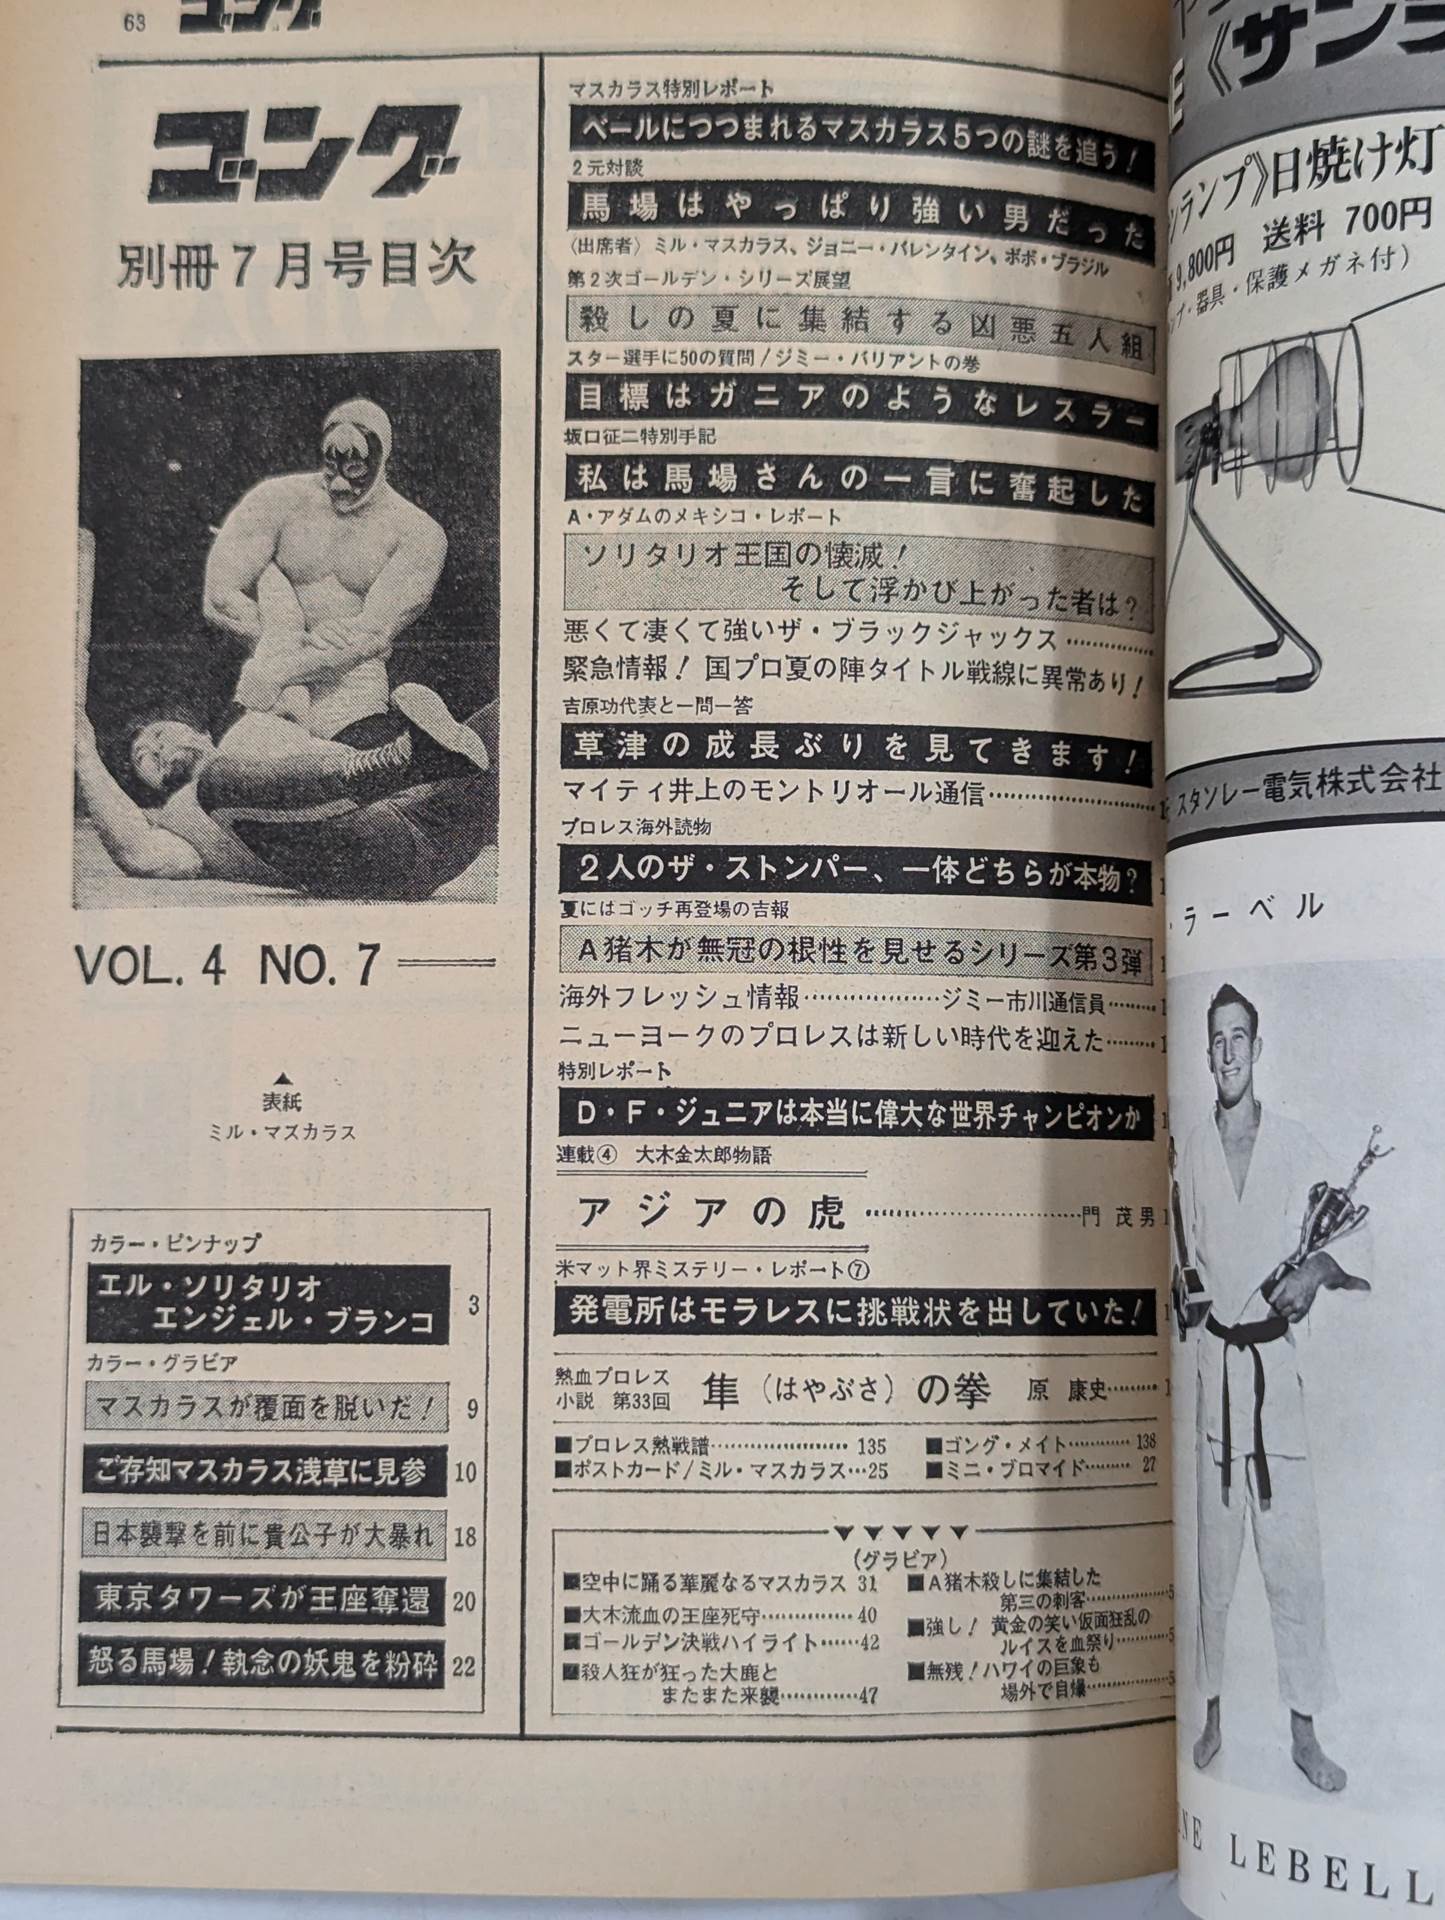 63 ゴング
ゴング
別冊7月号目次
VOL. 4 NO. 7
表紙
ミル・マスカラス
カラー・ピンナップ
エル・ソリタリオ
エンジェル・ブランコ 3
カラー・グラビア
マスカラスが覆面を脱いだ! 9
ご存知マスカラス浅草に見参 10
日本襲撃を前に貴公子が大暴れ 18
東京タワーズが王座奪還 20
怒る馬場!執念の妖鬼を粉砕 22
マスカラス特別レポート
ベールにつつまれるマスカラス5つの謎を追う!
2元対談
馬場はやっぱり強い男だった
〈出席者〉ミル・マスカラス、ジョニー・バレンタイン、ボボ・ブラジル
第2次ゴールデン・シリーズ展望
殺しの夏に集結する凶悪五人組
スター選手に50の質問/ジミー・バリアントの巻
目標はガニアのようなレスラー
坂口征二特別手記
私は馬場さんの一言に奮起した
A・アダムのメキシコ・レポート
ソリタリオ王国の懐滅!
そして浮かび上がった者は?
悪くて凄くて強いザ・ブラックジャックス
緊急情報!国プロ夏の陣タイトル戦線に異常あり!
吉原功代表と一問一答
草津の成長ぶりを見てきます!
マイティ井上のモントリオール通信
プロレス海外読物
2人のザ・ストンパー、一体どちらが本物?
夏にはゴッチ再登場の吉報
A猪木が無冠の根性を見せるシリーズ第3弾
海外フレッシュ情報……ジミー市川通信員
ニューヨークのプロレスは新しい時代を迎えた
特別レポート
D・F・ジュニアは本当に偉大な世界チャンピオンか
連載④ 大木金太郎物語
アジアの虎……門 茂男
米マット界ミステリー・レポート⑦
発電所はモラレスに挑戦状を出していた!
熱血プロレス
小説 第33回 隼(はやぶさ)の拳 原 康史
■プロレス熱戦譜……135 ■ゴング・メイト……138
■ポストカード/ミル・マスカラス…25 ■ミニ・ブロマイド……27
▼▼▼▼▼
(グラビア)
■空中に踊る華麗なるマスカラス 31
■大木流血の王座死守……40
■ゴールデン決戦ハイライト……42
■殺人狂が狂った大鹿と
またまた来襲……47
■A猪木殺しに集結した
第三の刺客
■強し!黄金の笑い仮面狂乱の
ルイスを血祭り
■無残!ハワイの巨象も
場外で自爆
《サンラ
ンランプ》日焼け灯
9,800円 送料 700円
器具・保護メガネ付)
スタンレー電気株式会社
・ラーベル
LEBELL